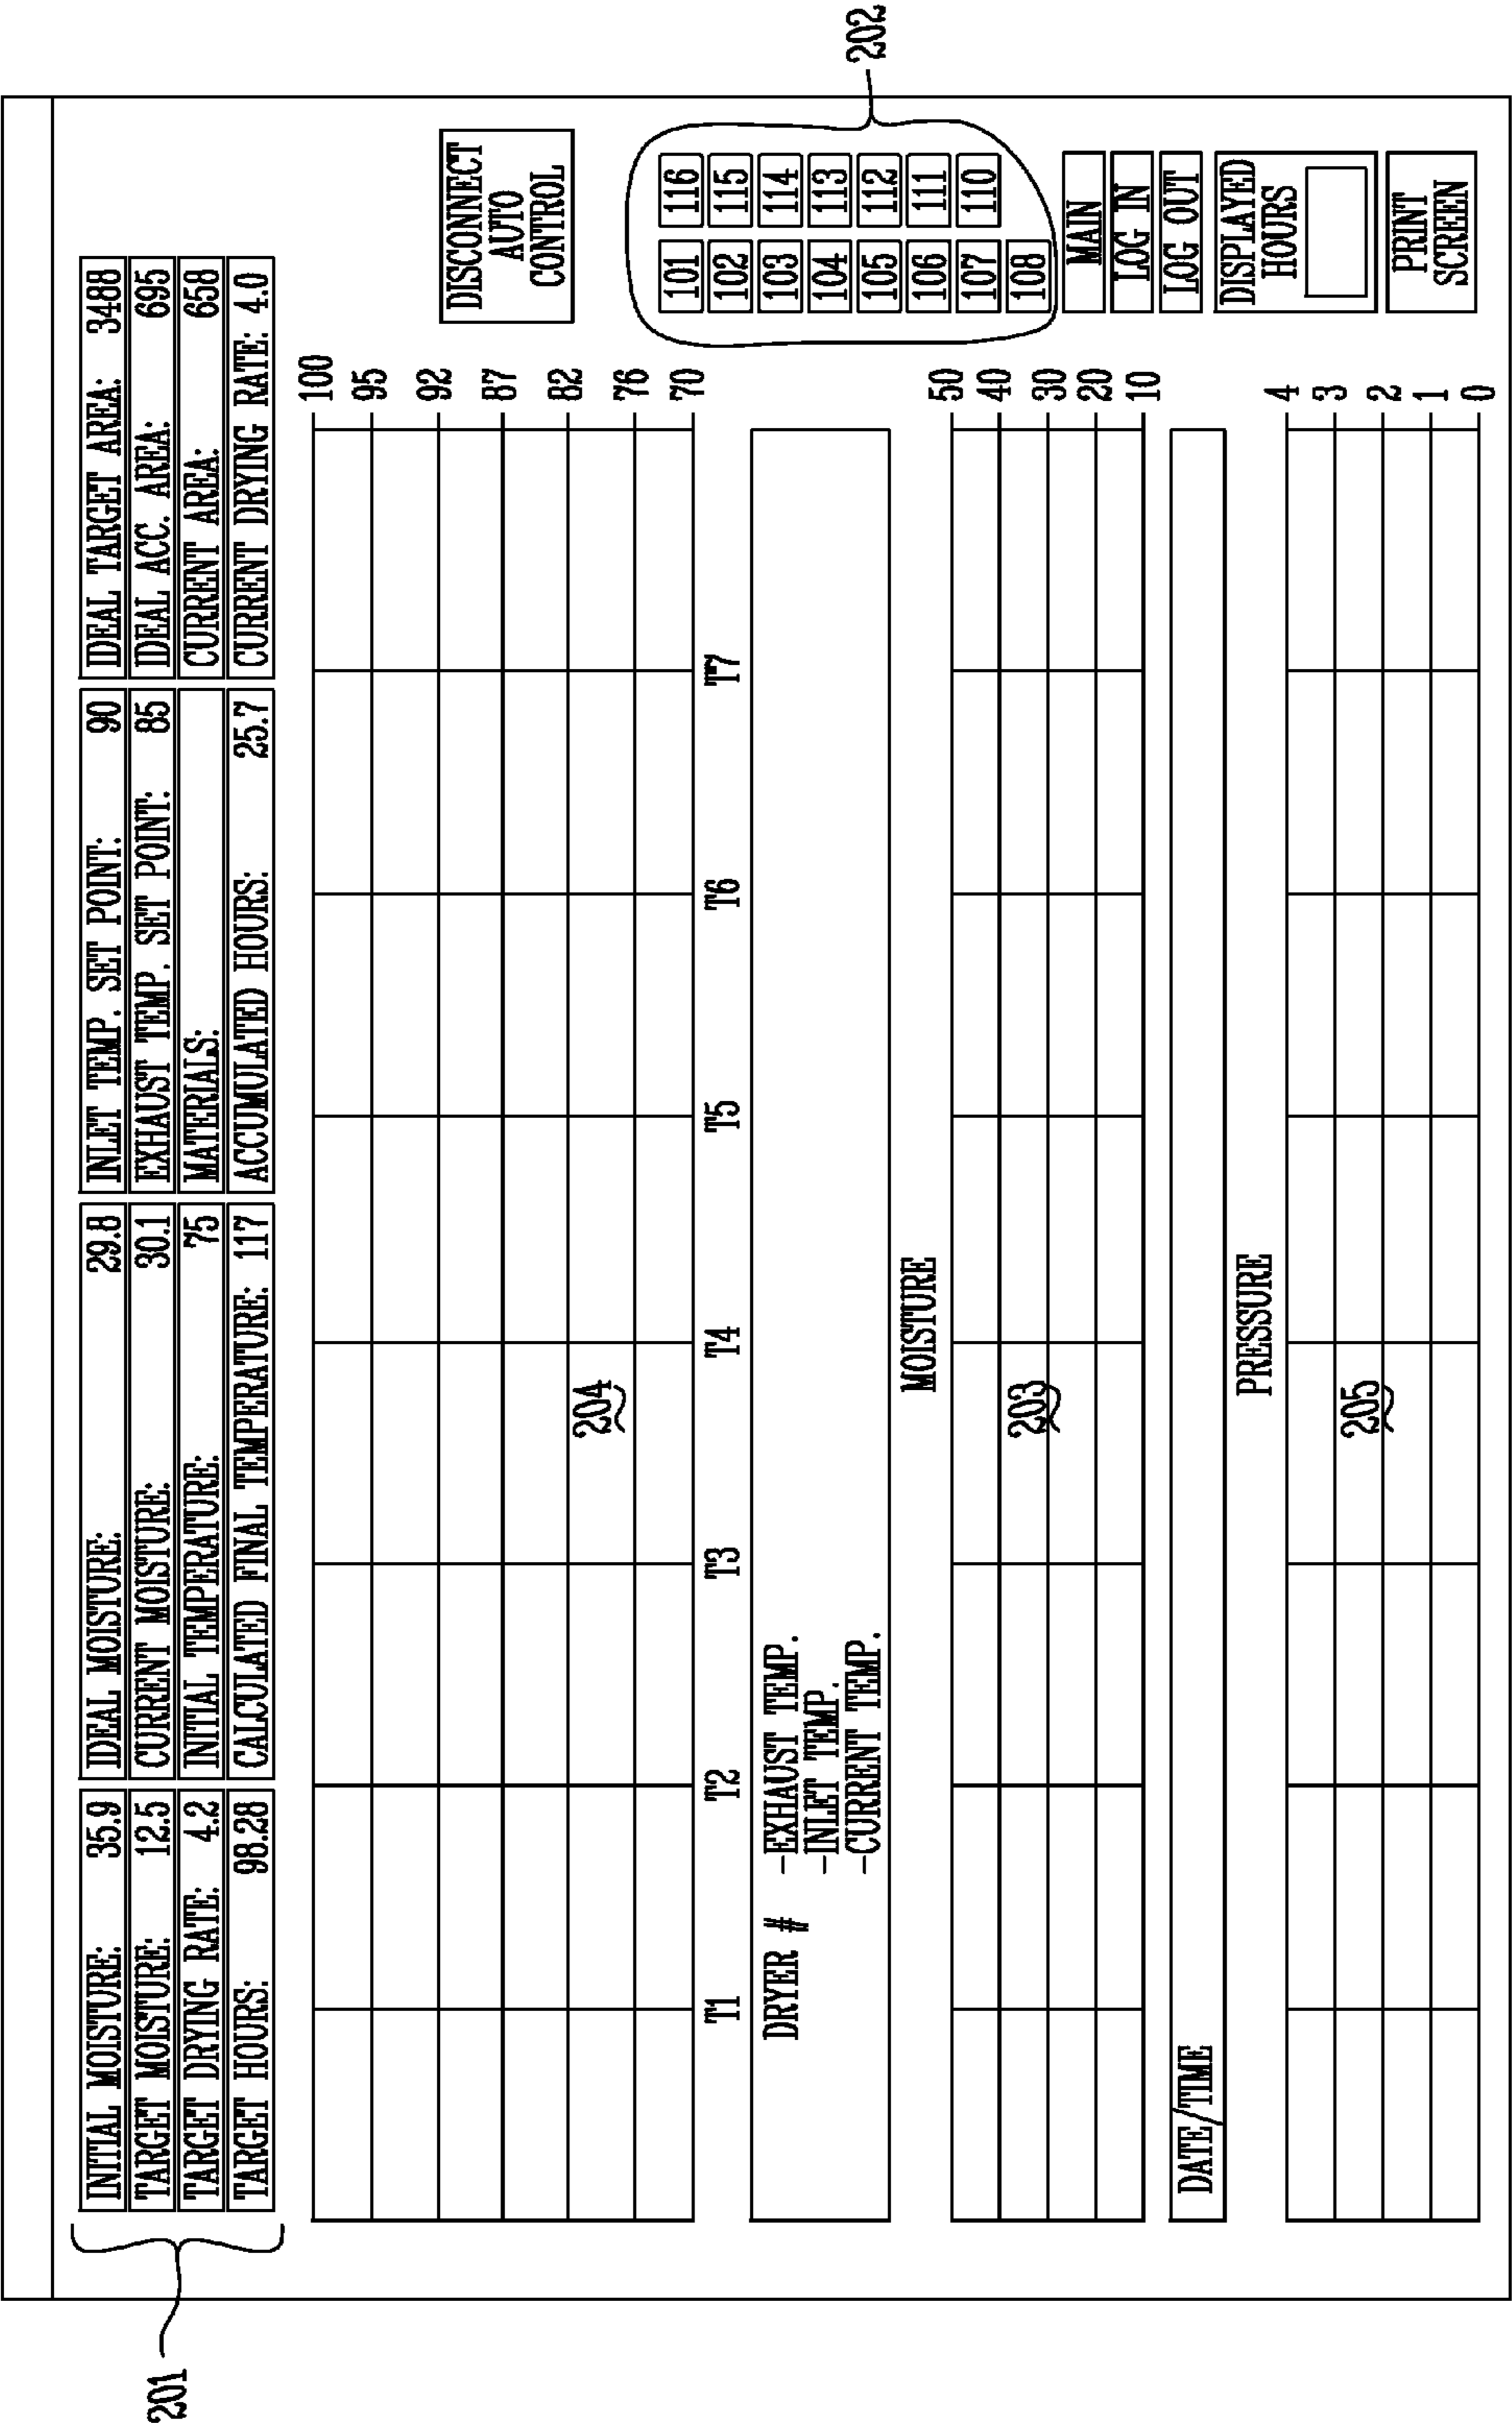 201
INITIAL MOISTURE: 35.9
TARGET MOISTURE: 12.5
TARGET DRYING RATE: 4.2
TARGET HOURS: 98.28
IDEAL MOISTURE: 29.8
CURRENT MOISTURE: 30.1
INITIAL TEMPERATURE: 75
CALCULATED FINAL TEMPERATURE: 117
INLET TEMP. SET POINT: 90
EXHAUST TEMP. SET POINT: 85
MATERIALS:
ACCUMULATED HOURS: 25.7
IDEAL TARGET AREA: 3488
IDEAL ACC. AREA: 695
CURRENT AREA: 658
CURRENT DRYING RATE: 4.0
100
95
92
87
82
76
70
204
T1 T2 T3 T4 T5 T6 T7
DISCONNECT
AUTO
CONTROL
202
101 116
102 115
103 114
104 113
105 112
106 111
107 110
108
DRYER # -EXHAUST TEMP.
-INLET TEMP.
-CURRENT TEMP.
MOISTURE
50
40
30
20
10
203
MAIN
LOG IN
LOG OUT
DATE/TIME
DISPLAYED
HOURS
PRESSURE
4
3
2
1
0
205
PRINT
SCREEN